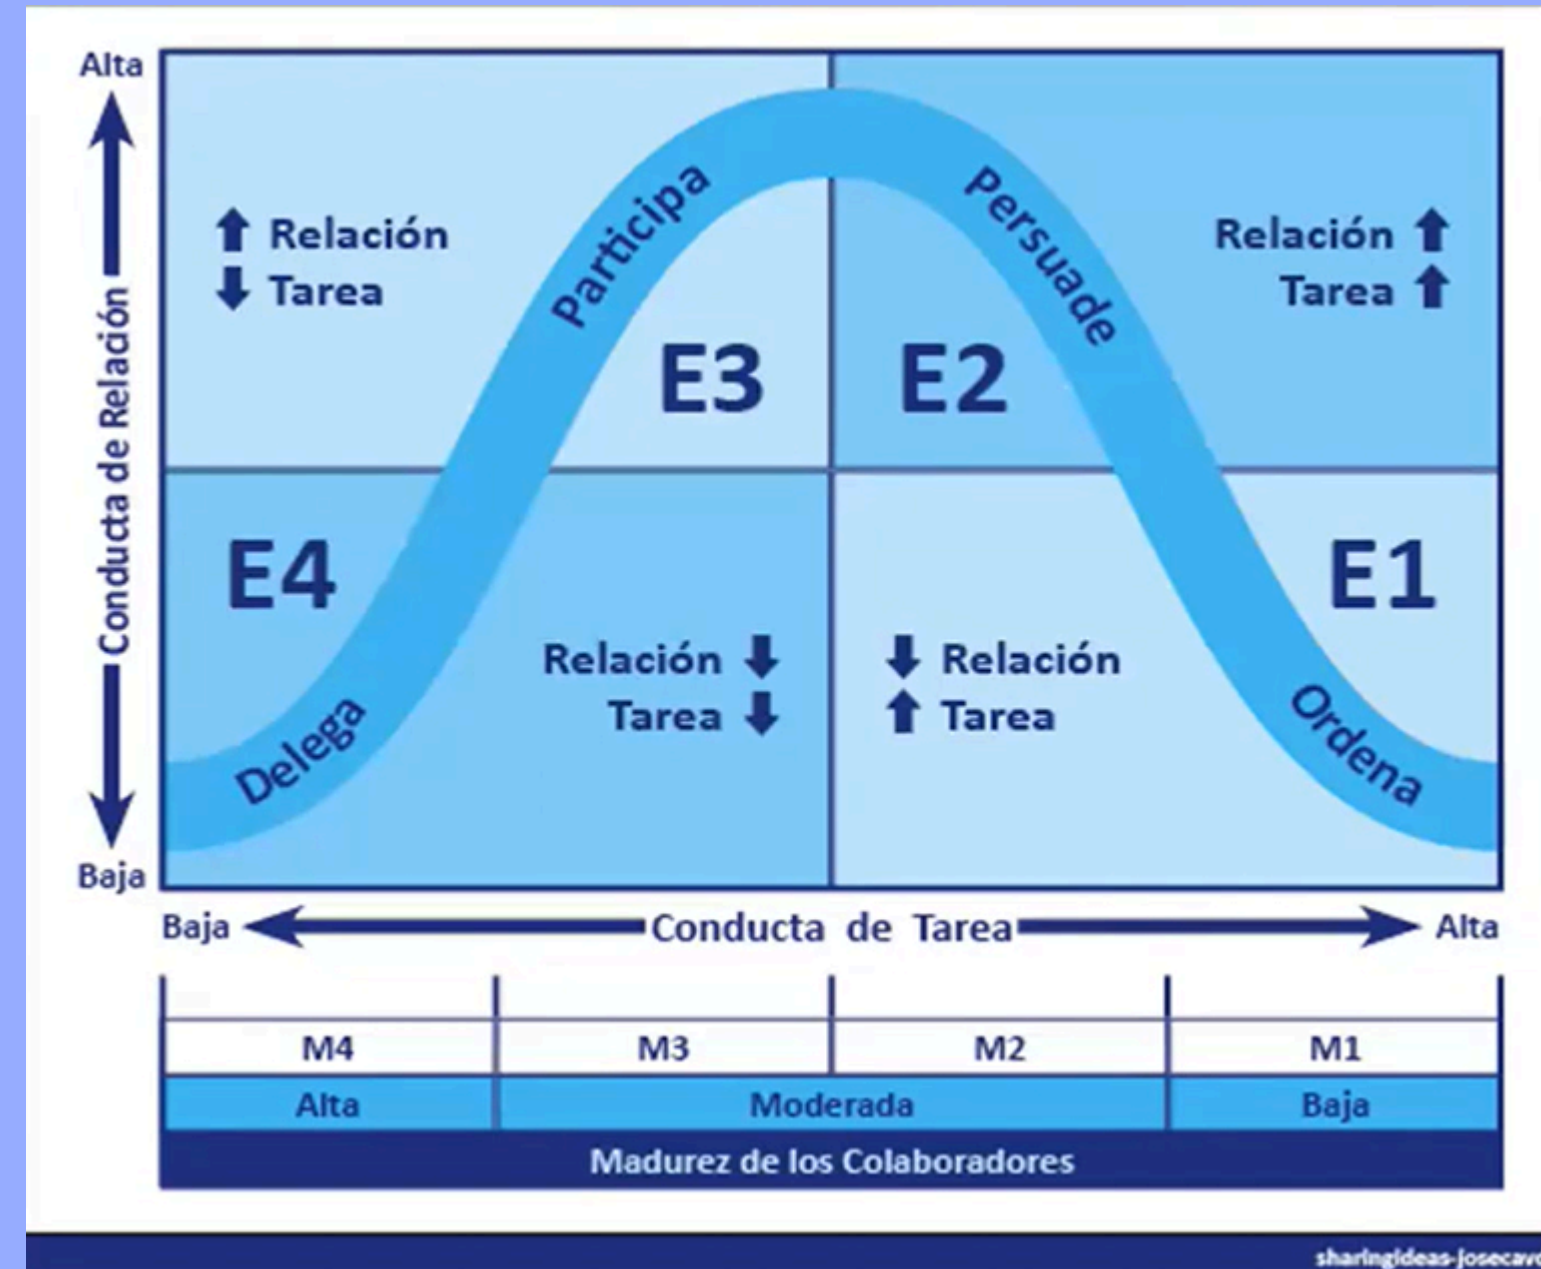 Alta
Conducta de Relación
Baja
Relación
Tarea
Participa
E3
Persuade
E2
Relación
Tarea
E4
Delega
Relación
Tarea
Relación
Tarea
E1
Ordena
Baja
Conducta de Tarea
Alta
M4 M3 M2 M1
Alta Moderada Baja
Madurez de los Colaboradores